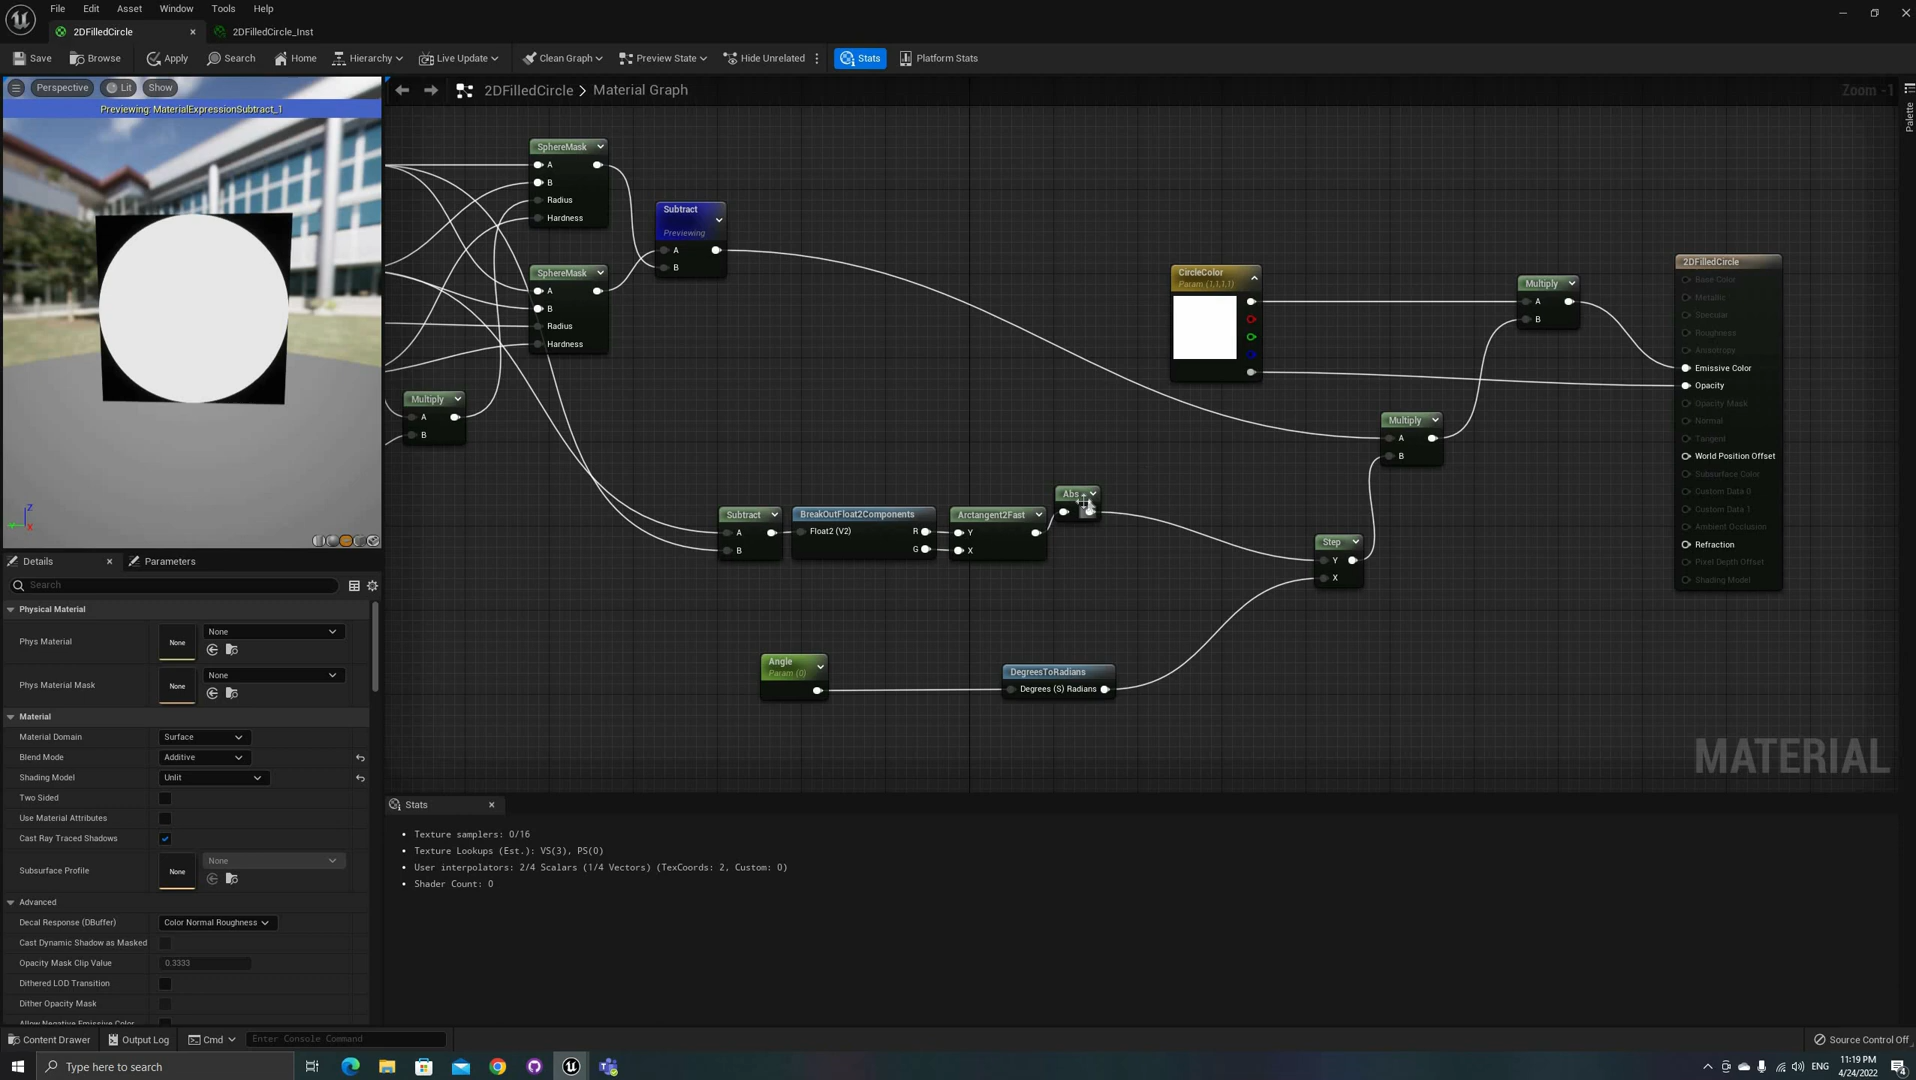 File Edit Asset Window Tools Help
2DFilledCircle 2DFilledCircle_Inst
Save Browse Apply Search Home Hierarchy Live Update Clean Graph Preview State Hide Unrelated Stats Platform Stats
Perspective Lit Show
Previewing: MaterialExpressionSubtract_1
2DFilledCircle > Material Graph
Zoom -1
Palette
SphereMask
A
B
Radius
Hardness
Subtract
Previewing
A
B
SphereMask
A
B
Radius
Hardness
Multiply
A
B
CircleColor
Param (1,1,1,1)
Multiply
A
B
Multiply
A
B
2DFilledCircle
Base Color
Metallic
Specular
Roughness
Anisotropy
Emissive Color
Opacity
Opacity Mask
Normal
Tangent
World Position Offset
Subsurface Color
Custom Data 0
Custom Data 1
Ambient Occlusion
Refraction
Pixel Depth Offset
Shading Model
Subtract
A
B
BreakOutFloat2Components
Float2 (V2) R
G
Arctangent2Fast
Y
X
Abs
Step
Y
X
Angle
Param (0)
DegreesToRadians
Degrees (S) Radians
MATERIAL
Z
Y
X
Details Parameters
Search
Physical Material
Phys Material None None
Phys Material Mask None None
Material
Material Domain Surface
Blend Mode Additive
Shading Model Unlit
Two Sided
Use Material Attributes
Cast Ray Traced Shadows
Subsurface Profile None None
Advanced
Decal Response (DBuffer) Color Normal Roughness
Cast Dynamic Shadow as Masked
Opacity Mask Clip Value 0.3333
Dithered LOD Transition
Dither Opacity Mask
Allow Negative Emissive Color
Stats
Texture samplers: 0/16
Texture Lookups (Est.): VS(3), PS(0)
User interpolators: 2/4 Scalars (1/4 Vectors) (TexCoords: 2, Custom: 0)
Shader Count: 0
Content Drawer Output Log Cmd Enter Console Command Source Control Off
Type here to search
ENG
11:19 PM
4/24/2022
4